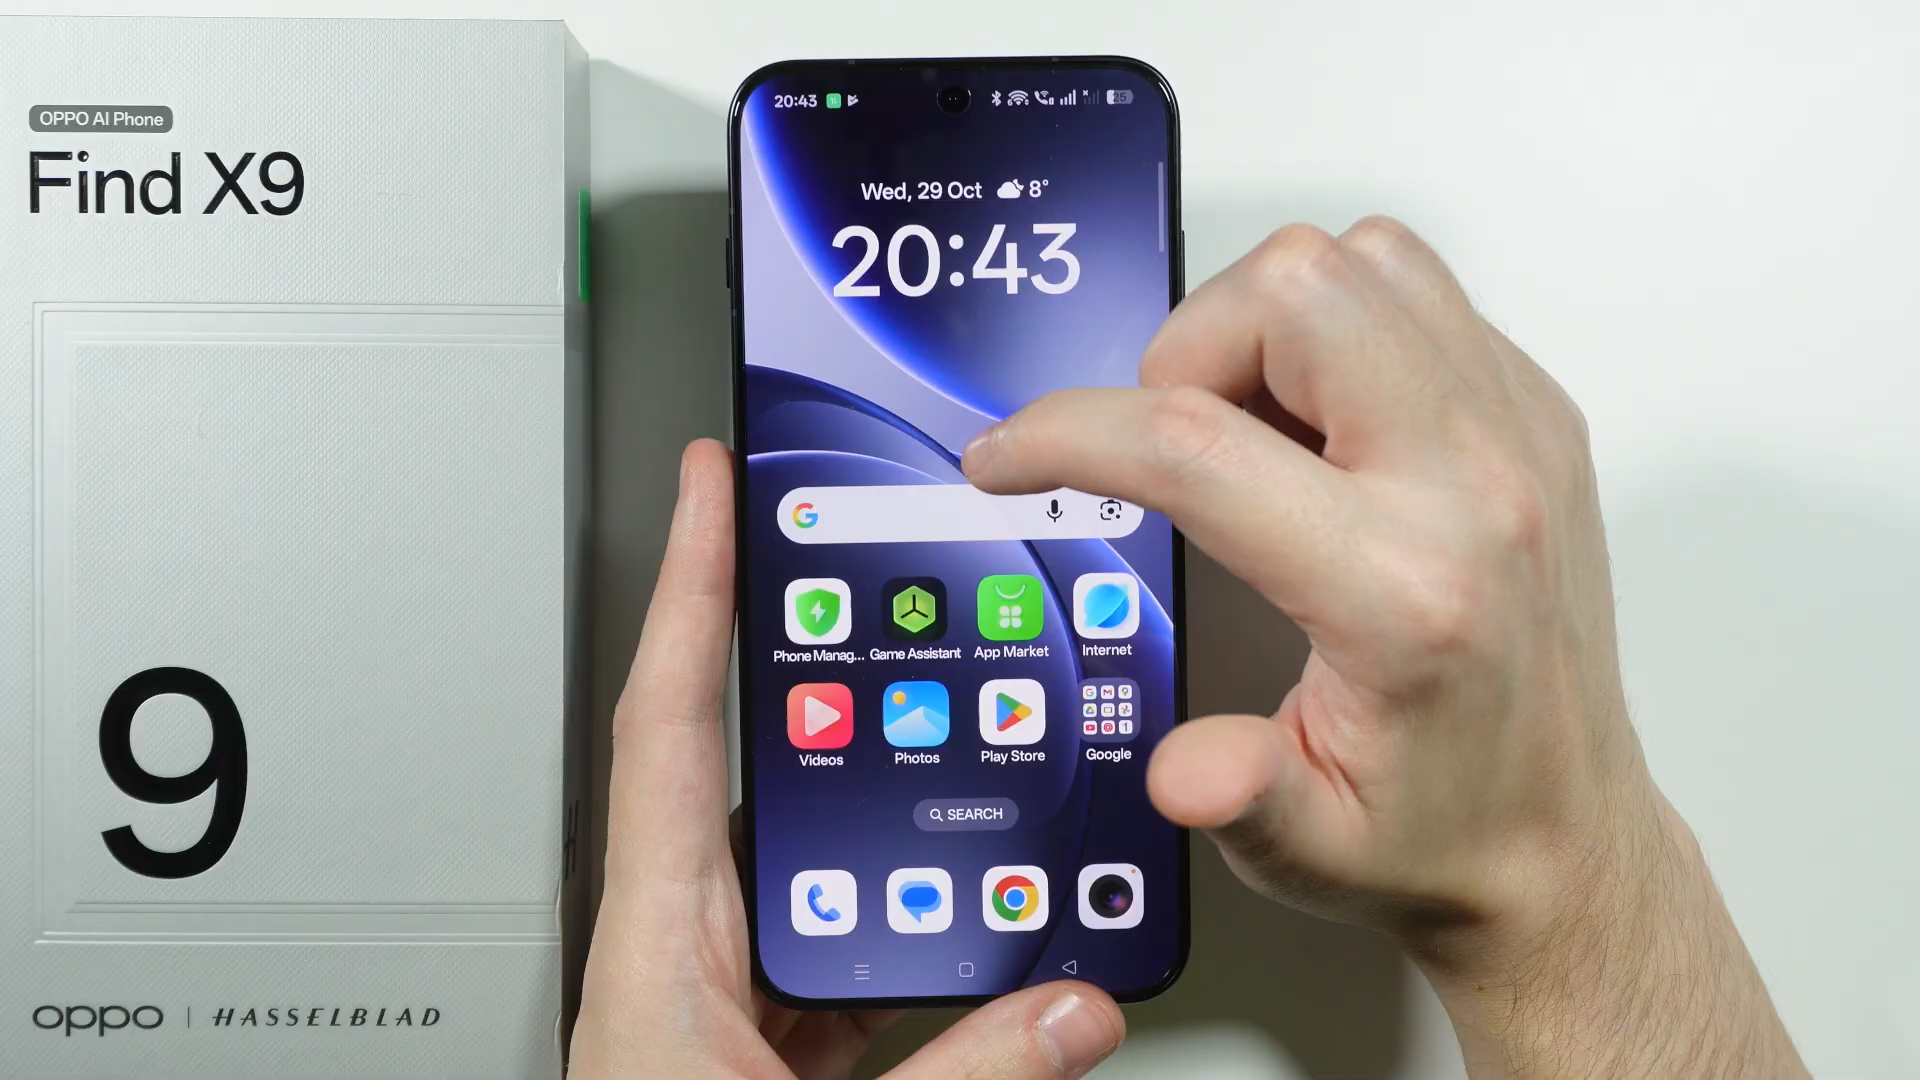 OPPO AI Phone
Find X9
9
oppo | HASSELBLAD
20:43
25
Wed, 29 Oct 8°
20:43
Phone Manag... Game Assistant App Market Internet
Videos Photos Play Store Google
SEARCH